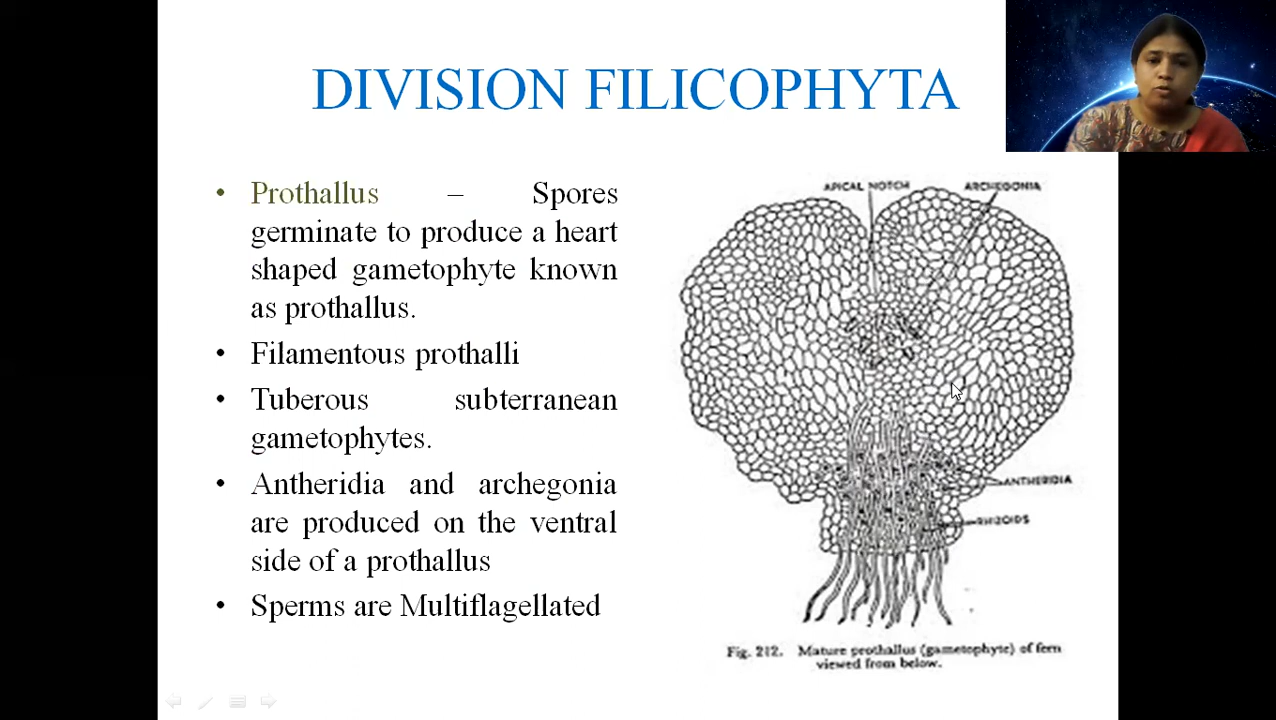 DIVISION FILICOPHYTA
• Prothallus – Spores
germinate to produce a heart
shaped gametophyte known
as prothallus.
• Filamentous prothalli
• Tuberous subterranean
gametophytes.
• Antheridia and archegonia
are produced on the ventral
side of a prothallus
• Sperms are Multiflagellated
APICAL NOTCH
ARCHEGONIA
ANTHERIDIA
RHIZOIDS
Fig. 212. Mature prothallus (gametophyte) of fern
viewed from below.